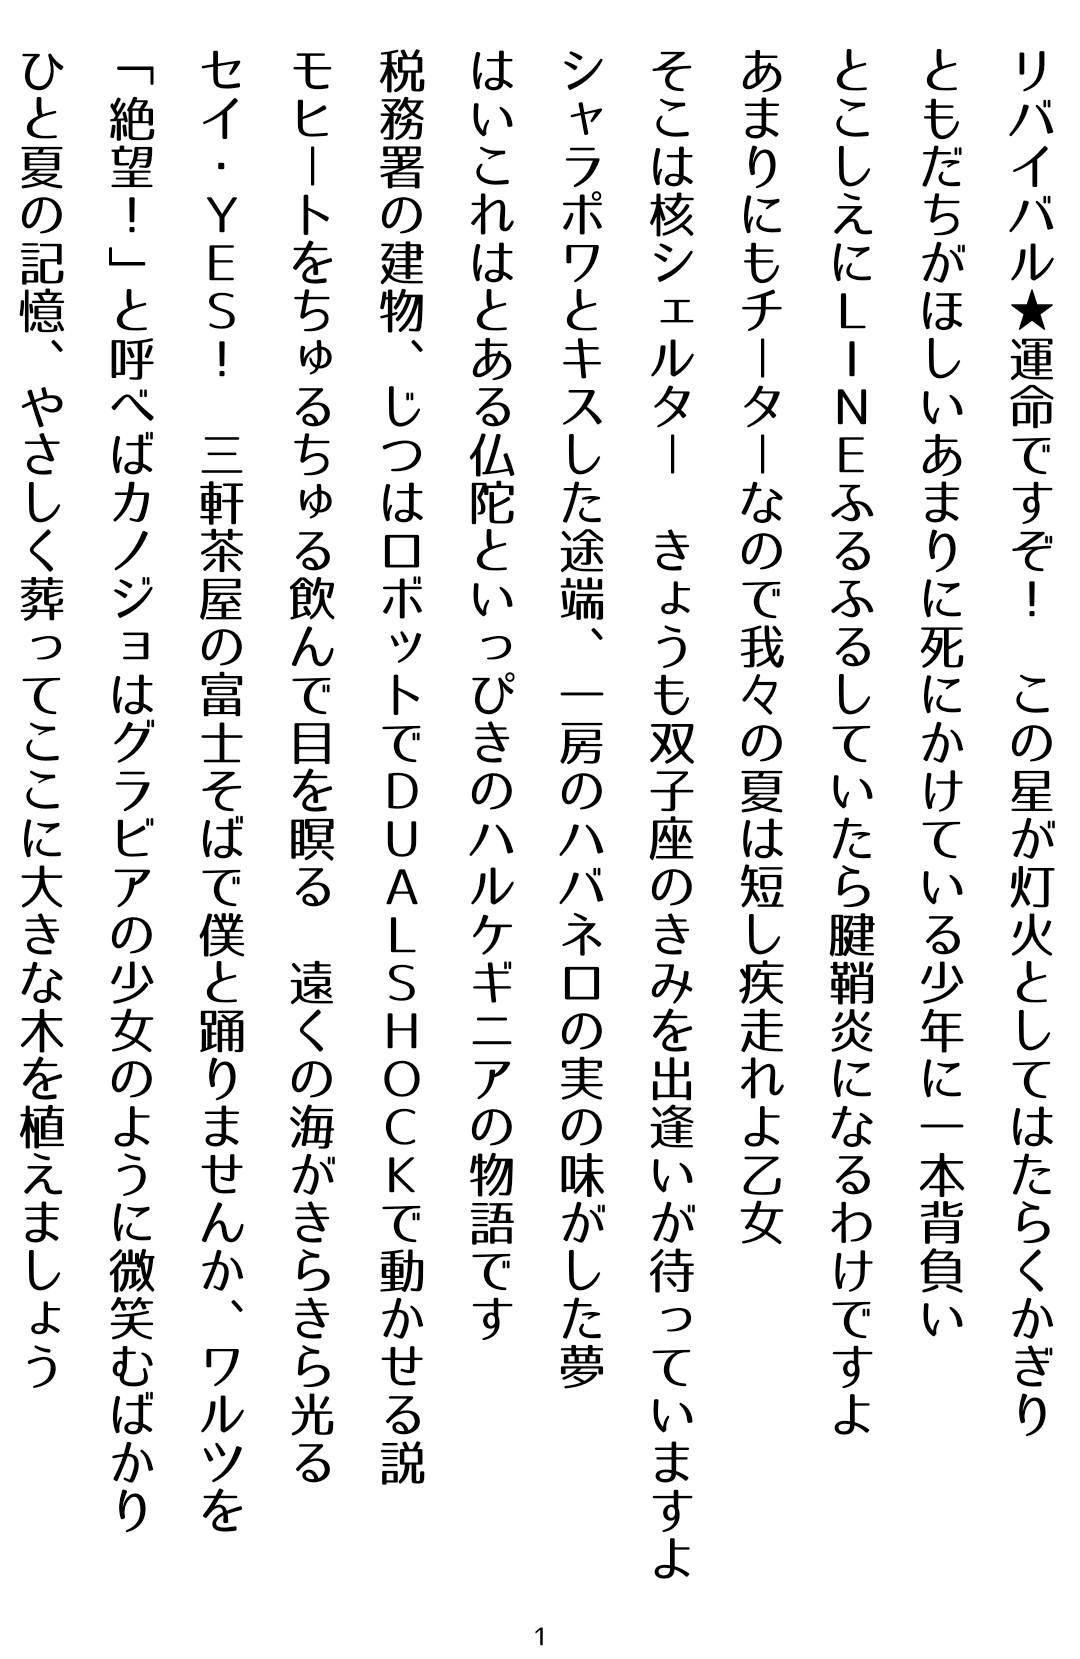 リバイバル★運命ですぞ！　この星が灯火としてはたらくかぎり
ともだちがほしいあまりに死にかけている少年に一本背負い
とこしえにＬＩＮＥふるふるしていたら腱鞘炎になるわけですよ
あまりにもチーターなので我々の夏は短し疾走れよ乙女
そこは核シェルター　きょうも双子座のきみを出逢いが待っていますよ
シャラポワとキスした途端、一房のハバネロの実の味がした夢
はいこれはとある仏陀といっぴきのハルケギニアの物語です
税務署の建物、じつはロボットでＤＵＡＬＳＨＯＣＫで動かせる説
モヒートをちゅるちゅる飲んで目を瞑る　遠くの海がきらきら光る
セイ・ＹＥＳ！　三軒茶屋の富士そばで僕と踊りませんか、ワルツを
「絶望！」と呼べばカノジョはグラビアの少女のように微笑むばかり
ひと夏の記憶、やさしく葬ってここに大きな木を植えましょう
1